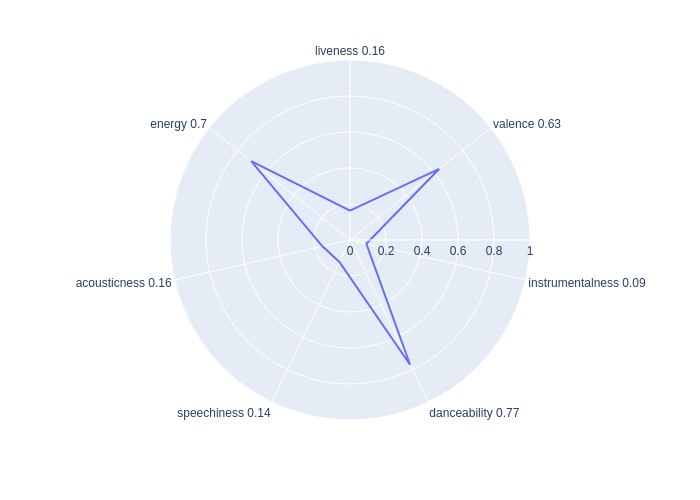 liveness 0.16
energy 0.7
valence 0.63
0 0.2 0.4 0.6 0.8 1
acousticness 0.16
instrumentalness 0.09
speechiness 0.14
danceability 0.77